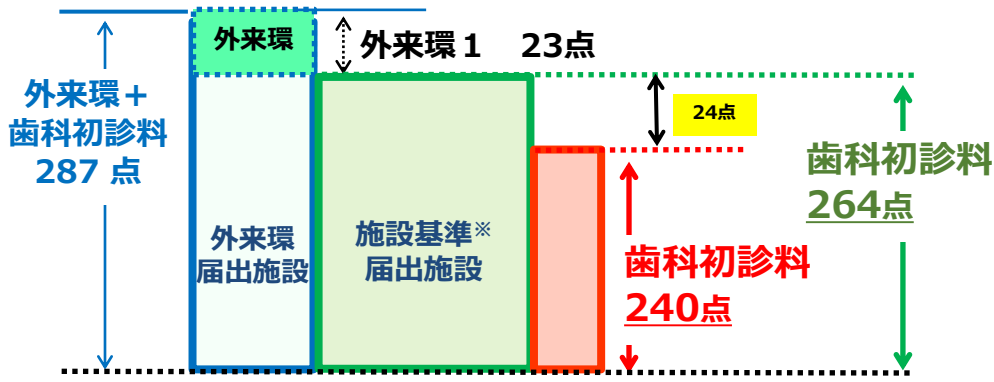 外来環
外来環１　23点
外来環＋
歯科初診料
287 点
24点
歯科初診料
264点
外来環
届出施設
施設基準※
届出施設
歯科初診料
240点